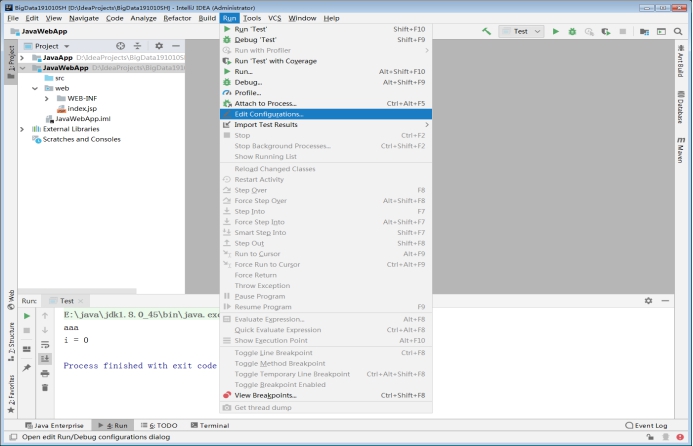 BigData191010SH [D:\IdeaProjects\BigData191010SH] - IntelliJ IDEA (Administrator)
File Edit View Navigate Code Analyze Refactor Build Run Tools VCS Window Help
JavaWebApp
Test
Project
JavaApp D:\IdeaProjects\BigData191010S
JavaWebApp D:\IdeaProjects\BigData1910
src
web
WEB-INF
index.jsp
JavaWebApp.iml
External Libraries
Scratches and Consoles
Run 'Test' Shift+F10
Debug 'Test' Shift+F9
Run with Profiler
Run 'Test' with Coverage
Run... Alt+Shift+F10
Debug... Alt+Shift+F9
Profile...
Attach to Process... Ctrl+Alt+F5
Edit Configurations...
Import Test Results
Stop Ctrl+F2
Stop Background Processes... Ctrl+Shift+F2
Show Running List
Reload Changed Classes
Restart Activity
Step Over F8
Force Step Over Alt+Shift+F8
Step Into F7
Force Step Into Alt+Shift+F7
Smart Step Into Shift+F7
Step Out Shift+F8
Run to Cursor Alt+F9
Force Run to Cursor Ctrl+Alt+F9
Force Return
Throw Exception
Pause Program
Resume Program F9
Evaluate Expression... Alt+F8
Quick Evaluate Expression Ctrl+Alt+F8
Show Execution Point Alt+F10
Toggle Line Breakpoint Ctrl+F8
Toggle Method Breakpoint
Toggle Temporary Line Breakpoint Ctrl+Alt+Shift+F8
Toggle Breakpoint Enabled
View Breakpoints... Ctrl+Shift+F8
Get thread dump
1: Project
Web
2: Structure
2: Favorites
Ant Build
Database
Maven
Run: Test
E:\java\jdk1.8.0_45\bin\java.exe
aaa
i = 0
Process finished with exit code
Java Enterprise 4: Run 6: TODO Terminal Event Log
Open edit Run/Debug configurations dialog